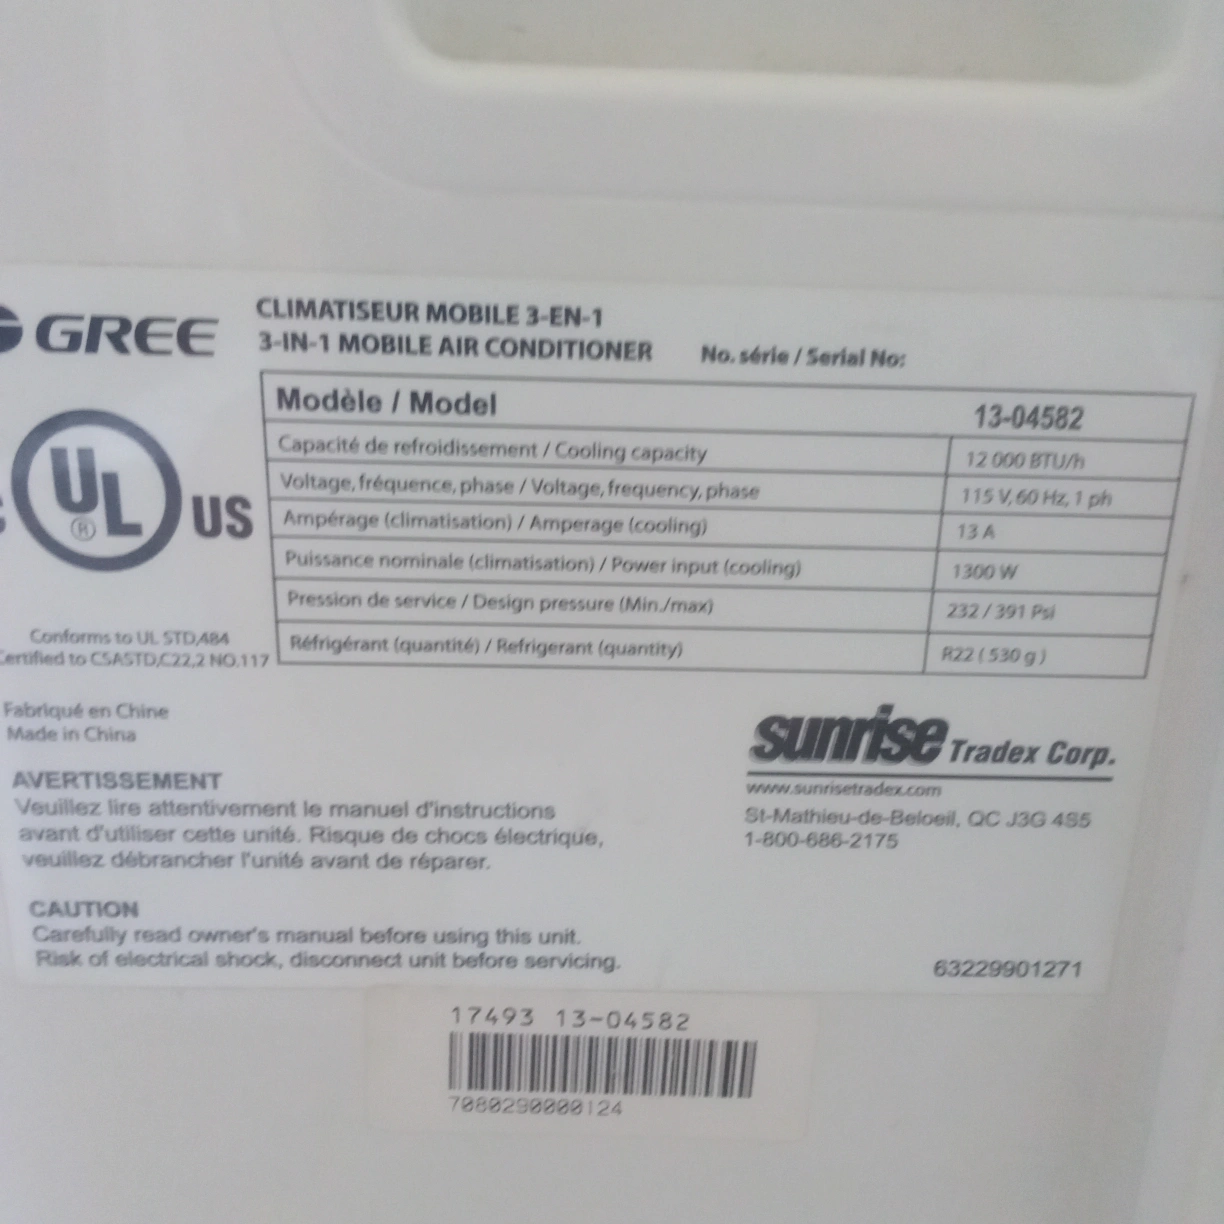 GREE
CLIMATISEUR MOBILE 3-EN-1
3-IN-1 MOBILE AIR CONDITIONER
No. série / Serial No:
Modèle / Model 13-04582
Capacité de refroidissement / Cooling capacity 12 000 BTU/h
Voltage, fréquence, phase / Voltage, frequency, phase 115 V, 60 Hz, 1 ph
Ampérage (climatisation) / Amperage (cooling) 13 A
Puissance nominale (climatisation) / Power input (cooling) 1300 W
Pression de service / Design pressure (Min./max) 232 / 391 Psi
Réfrigérant (quantité) / Refrigerant (quantity) R22 ( 530 g )
UL ® US
Conforms to UL STD,484
Certified to CSASTD,C22,2 NO.117
Fabriqué en Chine
Made in China
AVERTISSEMENT
Veuillez lire attentivement le manuel d'instructions
avant d'utiliser cette unité. Risque de chocs électrique,
veuillez débrancher l'unité avant de réparer.
CAUTION
Carefully read owner's manual before using this unit.
Risk of electrical shock, disconnect unit before servicing.
sunrise Tradex Corp.
www.sunrisetradex.com
St-Mathieu-de-Beloeil, QC J3G 4S5
1-800-686-2175
63229901271
17493 13-04582
7080290000124